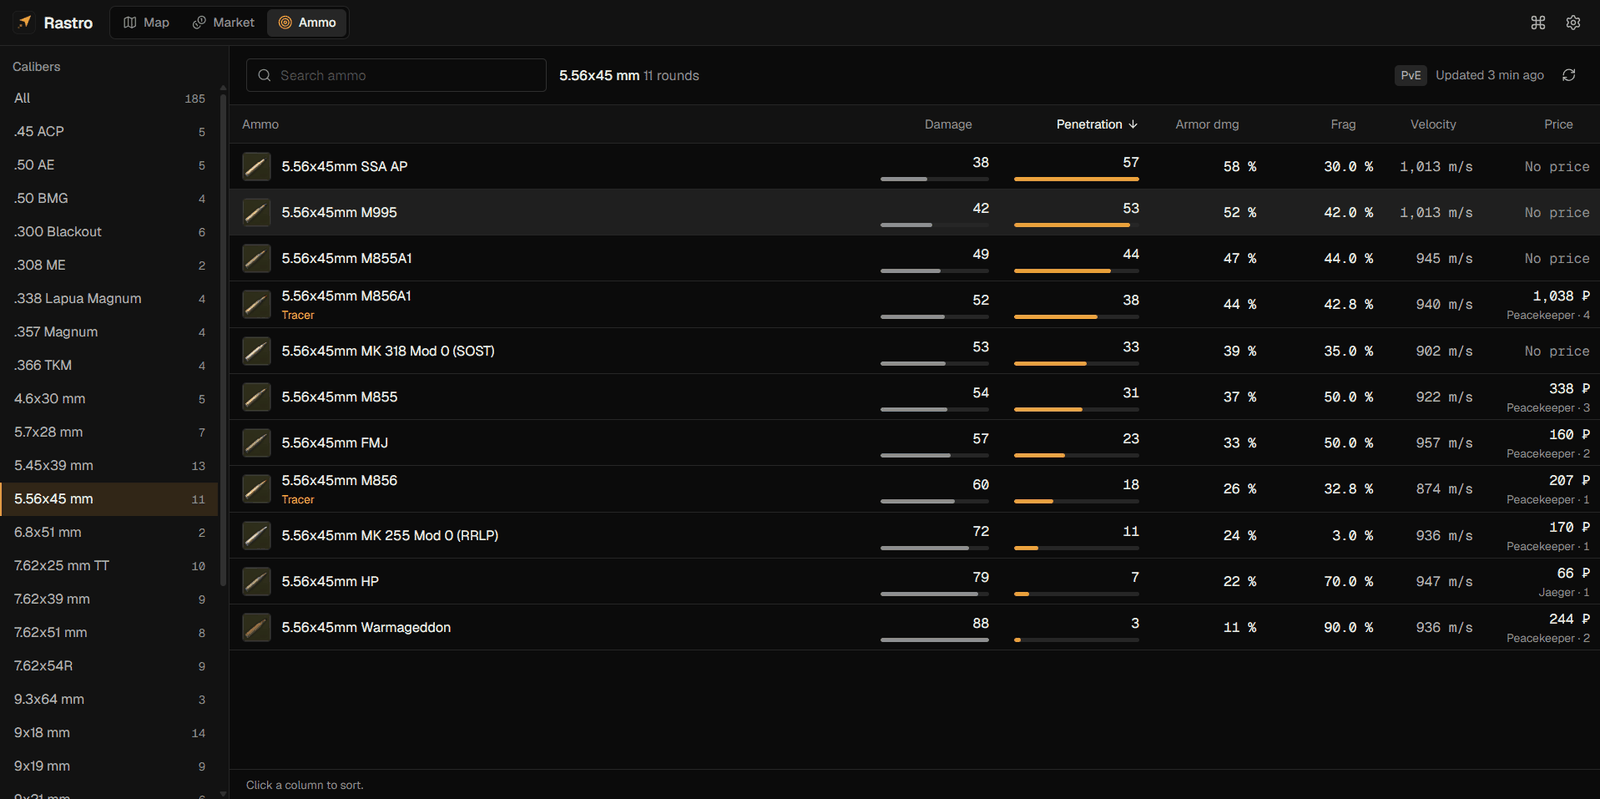 Rastro
Map
Market
Ammo
Calibers
All 185
.45 ACP 5
.50 AE 5
.50 BMG 4
.300 Blackout 6
.308 ME 2
.338 Lapua Magnum 4
.357 Magnum 4
.366 TKM 4
4.6x30 mm 5
5.7x28 mm 7
5.45x39 mm 13
5.56x45 mm 11
6.8x51 mm 2
7.62x25 mm TT 10
7.62x39 mm 9
7.62x51 mm 8
7.62x54R 9
9.3x64 mm 3
9x18 mm 14
9x19 mm 9
9x21 mm 6
Search ammo
5.56x45 mm 11 rounds
PvE Updated 3 min ago
Ammo Damage Penetration ↓ Armor dmg Frag Velocity Price
5.56x45mm SSA AP 38 57 58 % 30.0 % 1,013 m/s No price
5.56x45mm M995 42 53 52 % 42.0 % 1,013 m/s No price
5.56x45mm M855A1 49 44 47 % 44.0 % 945 m/s No price
5.56x45mm M856A1 52 38 44 % 42.8 % 940 m/s 1,038 ₽
Tracer Peacekeeper · 4
5.56x45mm MK 318 Mod 0 (SOST) 53 33 39 % 35.0 % 902 m/s No price
5.56x45mm M855 54 31 37 % 50.0 % 922 m/s 338 ₽
Peacekeeper · 3
5.56x45mm FMJ 57 23 33 % 50.0 % 957 m/s 160 ₽
Peacekeeper · 2
5.56x45mm M856 60 18 26 % 32.8 % 874 m/s 207 ₽
Tracer Peacekeeper · 1
5.56x45mm MK 255 Mod 0 (RRLP) 72 11 24 % 3.0 % 936 m/s 170 ₽
Peacekeeper · 1
5.56x45mm HP 79 7 22 % 70.0 % 947 m/s 66 ₽
Jaeger · 1
5.56x45mm Warmageddon 88 3 11 % 90.0 % 936 m/s 244 ₽
Peacekeeper · 2
Click a column to sort.